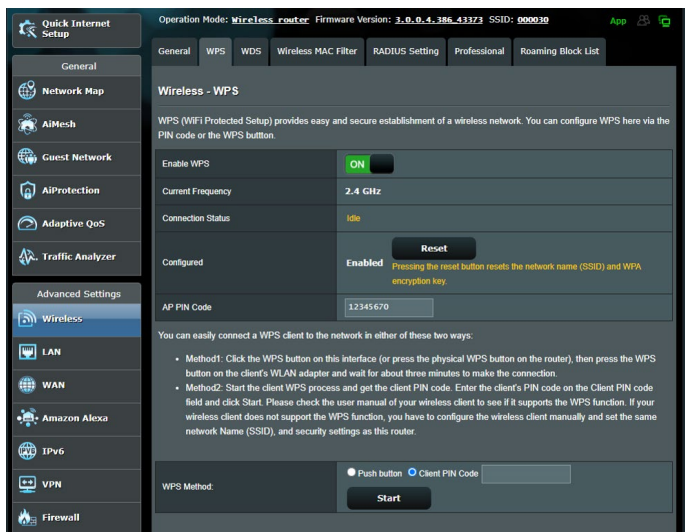 Quick Internet
Setup
General
Network Map
AiMesh
Guest Network
AiProtection
Adaptive QoS
Traffic Analyzer
Advanced Settings
Wireless
LAN
WAN
Amazon Alexa
IPv6
VPN
Firewall
Operation Mode: Wireless router Firmware Version: 3.0.0.4.386_43373 SSID: 000030 App
General WPS WDS Wireless MAC Filter RADIUS Setting Professional Roaming Block List
Wireless - WPS
WPS (WiFi Protected Setup) provides easy and secure establishment of a wireless network. You can configure WPS here via the
PIN code or the WPS buttton.
Enable WPS ON
Current Frequency 2.4 GHz
Connection Status Idle
Configured Enabled Reset
Pressing the reset button resets the network name (SSID) and WPA
encryption key.
AP PIN Code 12345670
You can easily connect a WPS client to the network in either of these two ways:
• Method1: Click the WPS button on this interface (or press the physical WPS button on the router), then press the WPS
button on the client's WLAN adapter and wait for about three minutes to make the connection.
• Method2: Start the client WPS process and get the client PIN code. Enter the client's PIN code on the Client PIN code
field and click Start. Please check the user manual of your wireless client to see if it supports the WPS function. If your
wireless client does not support the WPS function, you have to configure the wireless client manually and set the same
network Name (SSID), and security settings as this router.
WPS Method: Push button Client PIN Code
Start